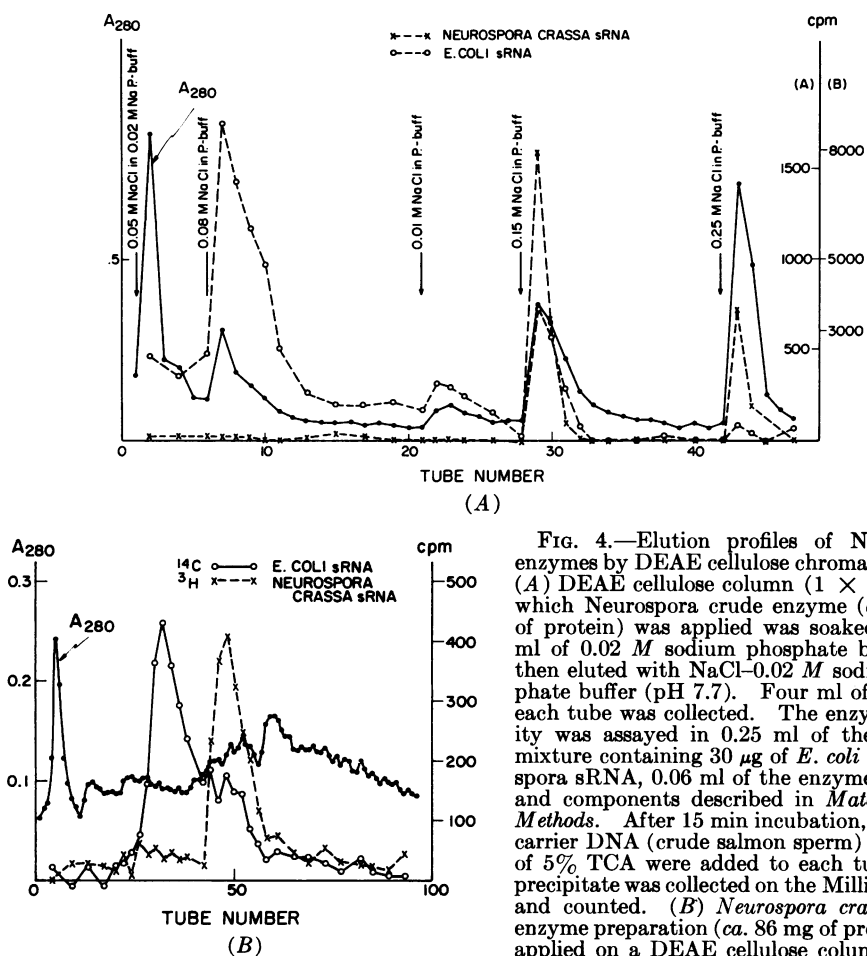 A280
cpm
x---x NEUROSPORA CRASSA sRNA
o---o E.COLI sRNA
(A) (B)
A280
0.05 M NaCl in 0.02 M Na P.-buff
0.08 M NaCl in P.-buff
0.01 M NaCl in P.-buff
0.15 M NaCl in P.-buff
0.25 M NaCl in P.-buff
1500
8000
.5
1000
5000
500
3000
0
10
20
30
40
TUBE NUMBER
(A)
A280
cpm
14C o—o E. COLI sRNA
3H x---x NEUROSPORA
CRASSA sRNA
0.3
500
A280
400
0.2
300
200
0.1
100
0
0
50
100
TUBE NUMBER
(B)
FIG. 4.—Elution profiles of N
enzymes by DEAE cellulose chroma
(A) DEAE cellulose column (1 ×
which Neurospora crude enzyme (
of protein) was applied was soaked
ml of 0.02 M sodium phosphate b
then eluted with NaCl–0.02 M sodi
phate buffer (pH 7.7). Four ml of
each tube was collected. The enzy
ity was assayed in 0.25 ml of the
mixture containing 30 μg of E. coli
spora sRNA, 0.06 ml of the enzyme
and components described in Mat
Methods. After 15 min incubation,
carrier DNA (crude salmon sperm)
of 5% TCA were added to each tu
precipitate was collected on the Milli
and counted. (B) Neurospora cra
enzyme preparation (ca. 86 mg of pro
applied on a DEAE cellulose colum